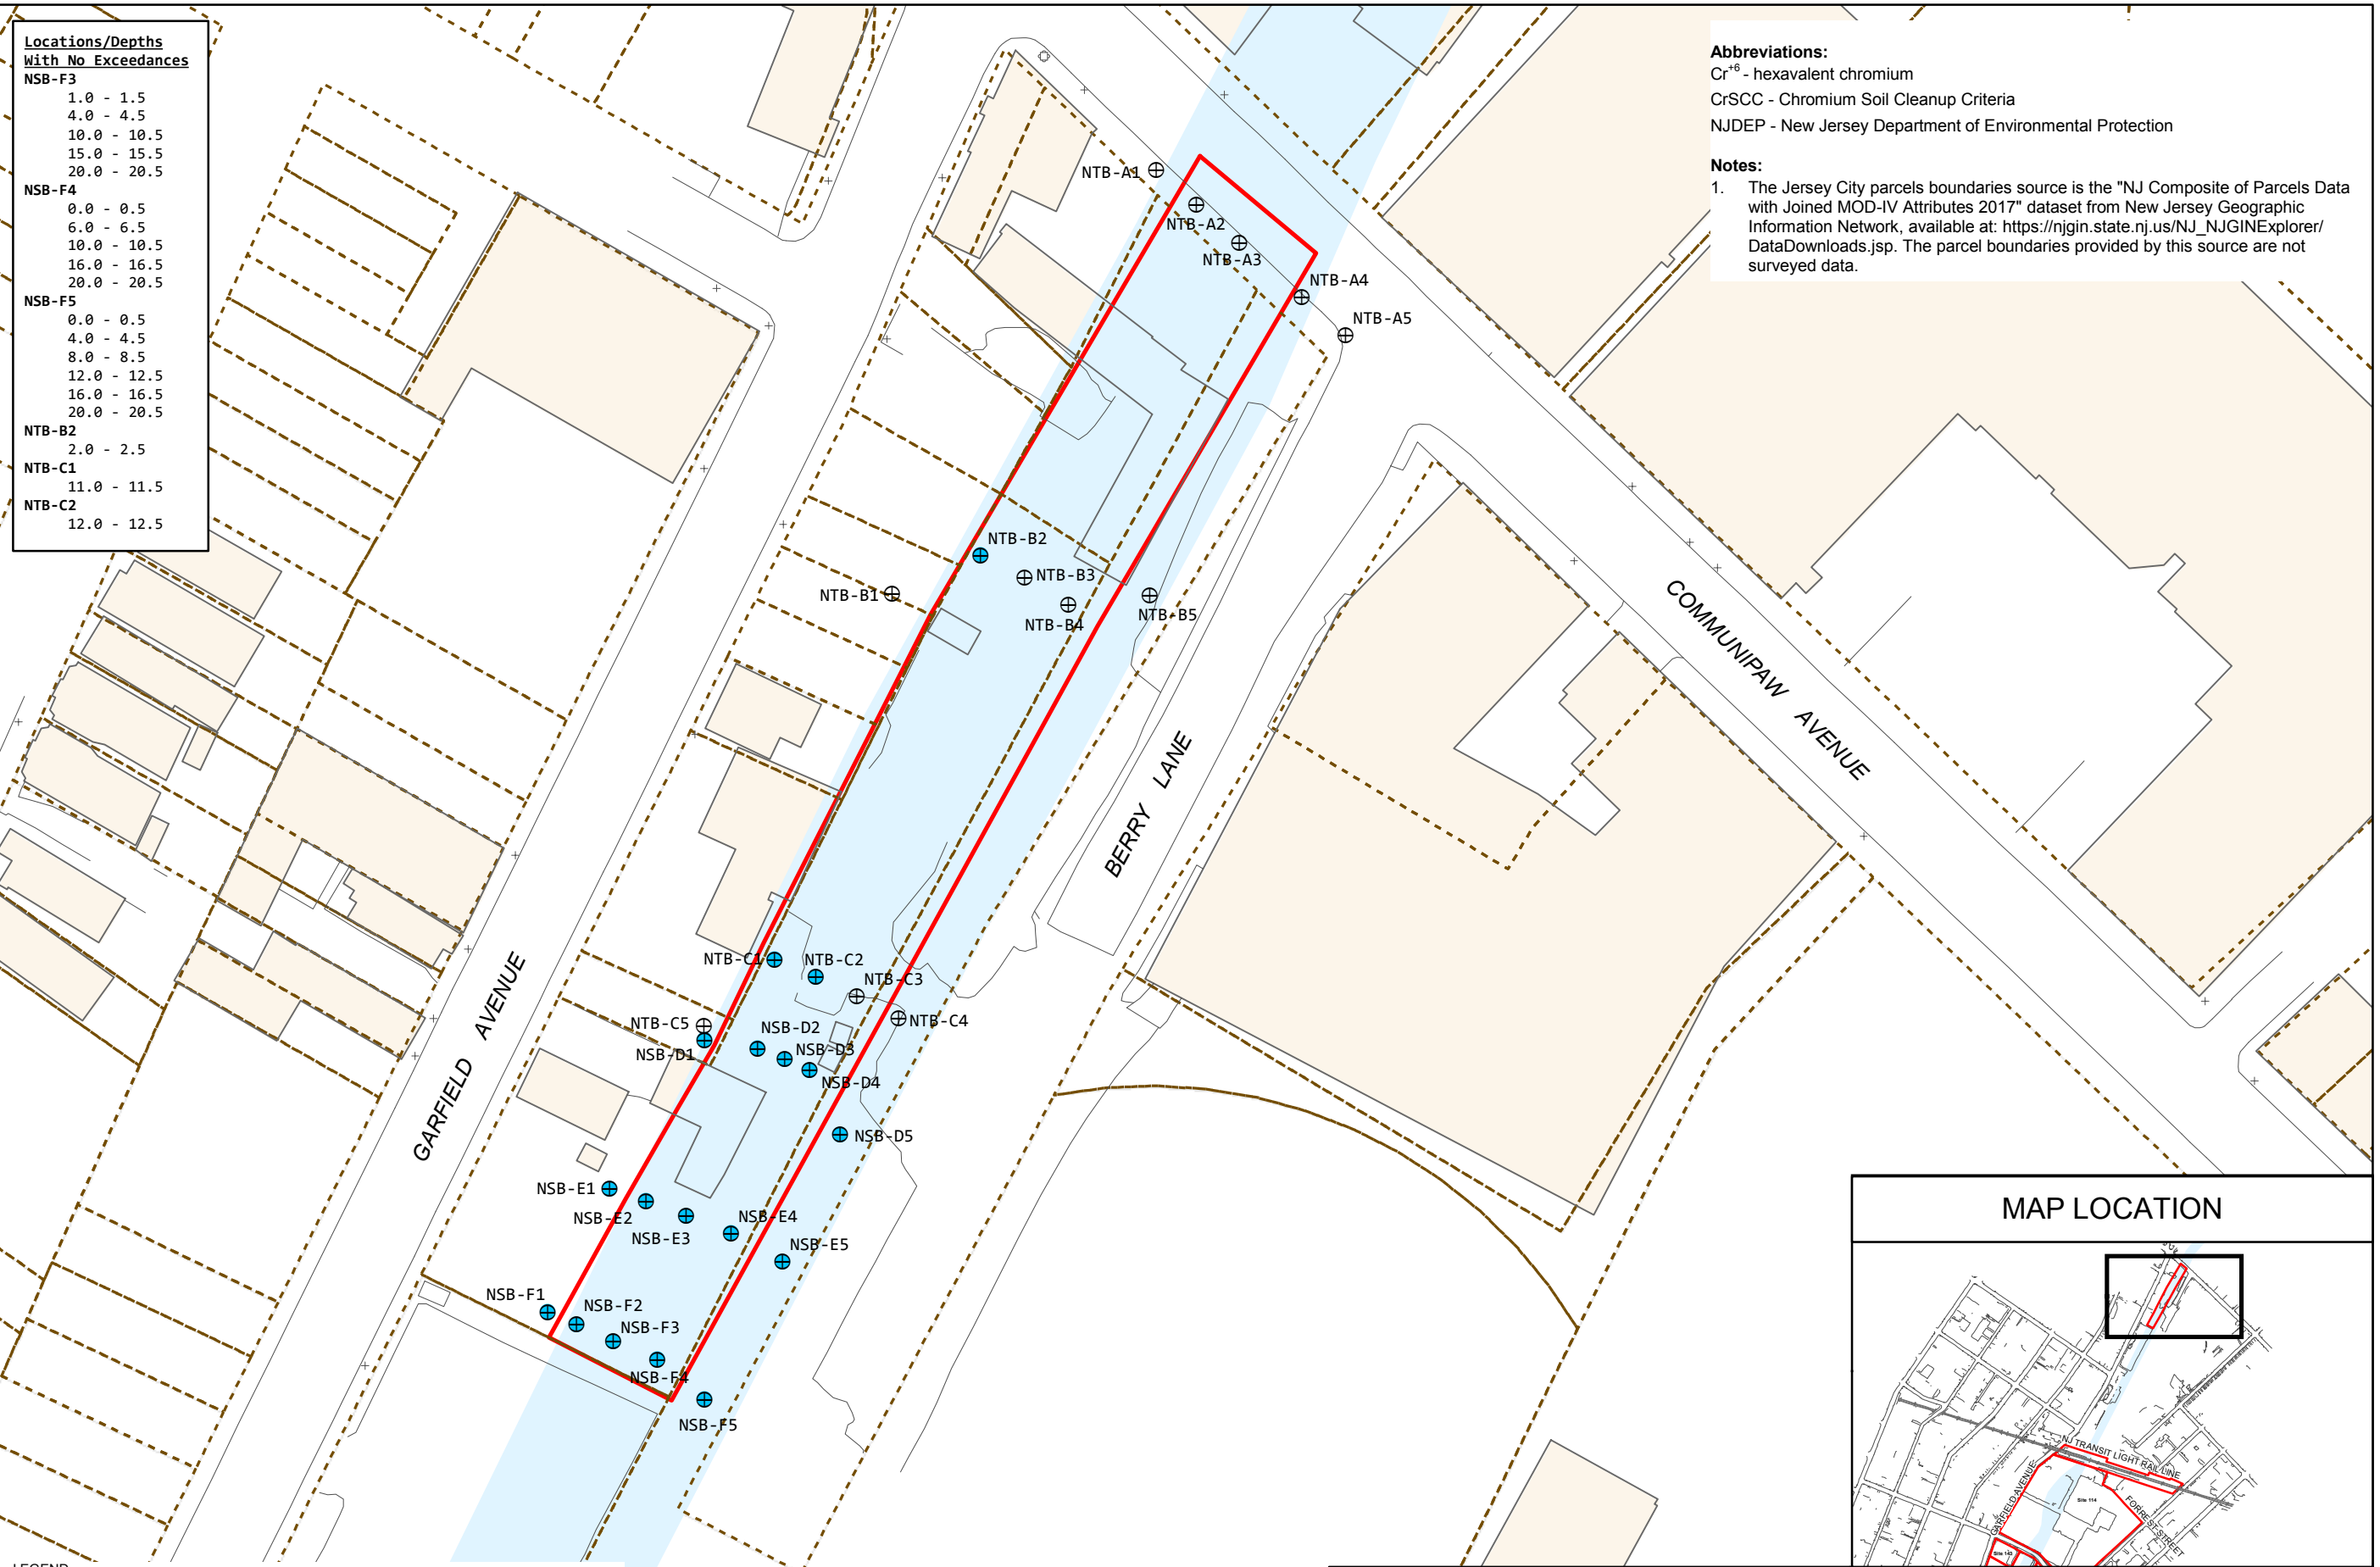 Locations/Depths
With No Exceedances
NSB-F3
1.0 - 1.5
4.0 - 4.5
10.0 - 10.5
15.0 - 15.5
20.0 - 20.5
NSB-F4
0.0 - 0.5
6.0 - 6.5
10.0 - 10.5
16.0 - 16.5
20.0 - 20.5
NSB-F5
0.0 - 0.5
4.0 - 4.5
8.0 - 8.5
12.0 - 12.5
16.0 - 16.5
20.0 - 20.5
NTB-B2
2.0 - 2.5
NTB-C1
11.0 - 11.5
NTB-C2
12.0 - 12.5
Abbreviations:
Cr+6 - hexavalent chromium
CrSCC - Chromium Soil Cleanup Criteria
NJDEP - New Jersey Department of Environmental Protection
Notes:
1. The Jersey City parcels boundaries source is the "NJ Composite of Parcels Data
with Joined MOD-IV Attributes 2017" dataset from New Jersey Geographic
Information Network, available at: https://njgin.state.nj.us/NJ_NJGINExplorer/
DataDownloads.jsp. The parcel boundaries provided by this source are not
surveyed data.
NTB-A1
NTB-A2
NTB-A3
NTB-A4
NTB-A5
NTB-B2
NTB-B3
NTB-B1
NTB-B4
NTB-B5
COMMUNIPAW AVENUE
BERRY LANE
GARFIELD AVENUE
NTB-C1
NTB-C2
NTB-C3
NTB-C4
NTB-C5
NSB-D1
NSB-D2
NSB-D3
NSB-D4
NSB-D5
NSB-E1
NSB-E2
NSB-E3
NSB-E4
NSB-E5
NSB-F1
NSB-F2
NSB-F3
NSB-F4
NSB-F5
MAP LOCATION
NJ TRANSIT LIGHT RAIL LINE
GARFIELD AVENUE
Site 114
FORREST STREET
Site 143